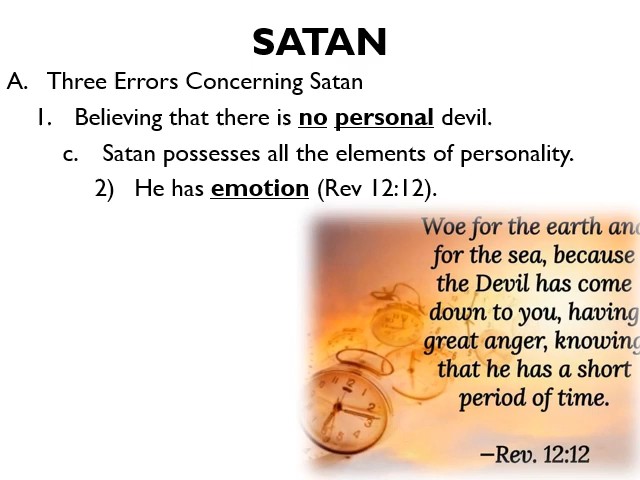 SATAN
A. Three Errors Concerning Satan
1. Believing that there is no personal devil.
c. Satan possesses all the elements of personality.
2) He has emotion (Rev 12:12).
Woe for the earth and
for the sea, because
the Devil has come
down to you, having
great anger, knowing
that he has a short
period of time.
—Rev. 12:12